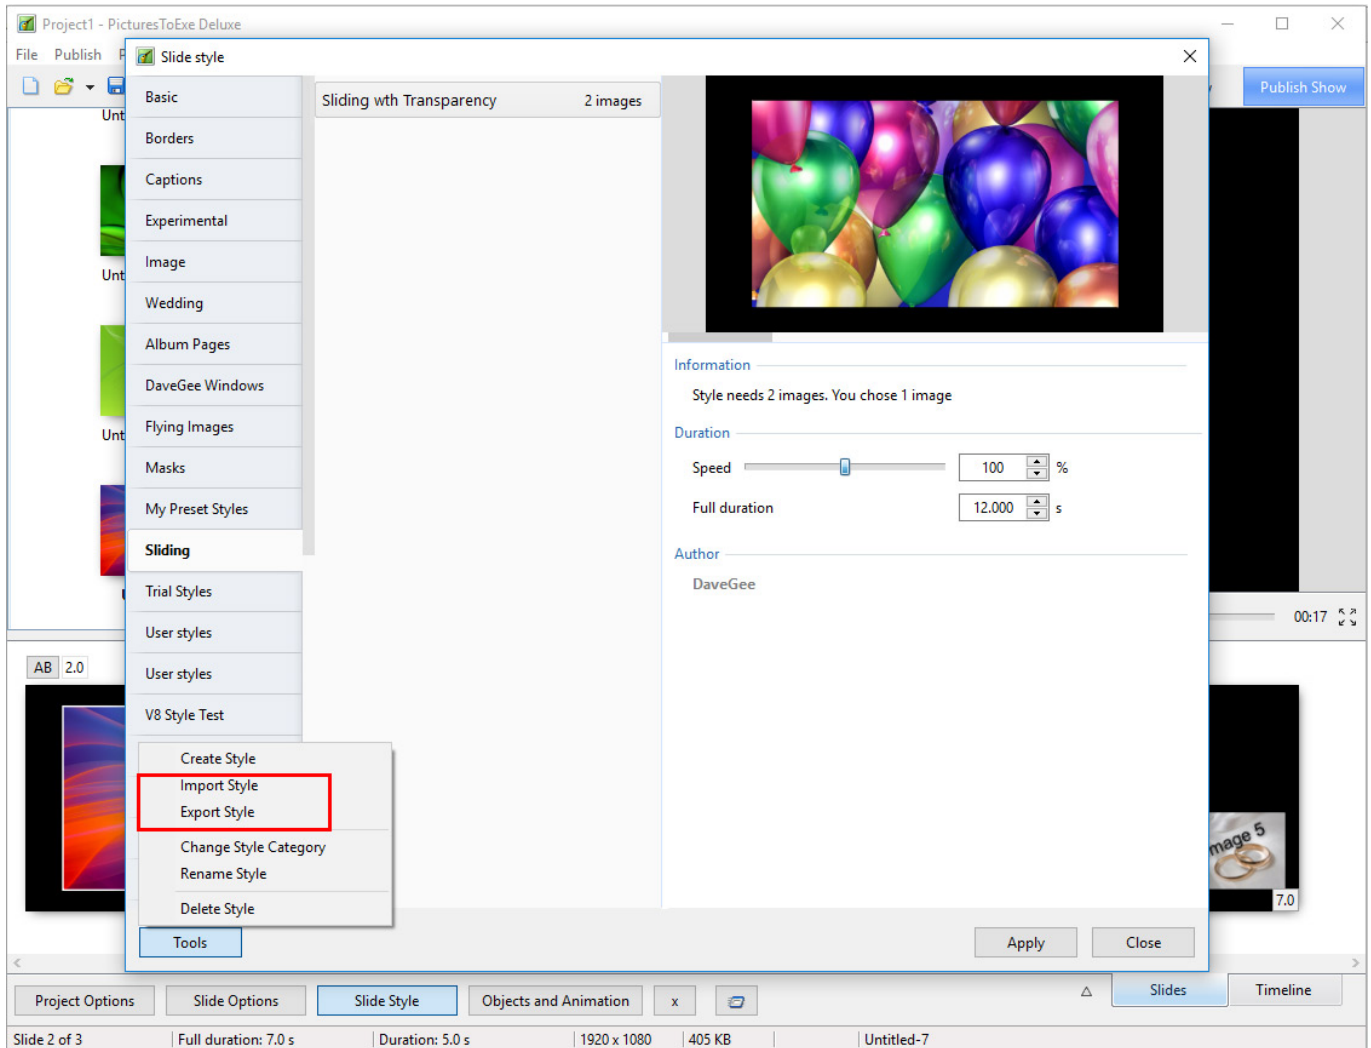 Project1 - PicturesToExe Deluxe
File Publish P
Slide style
Publish Show
Basic
Borders
Captions
Experimental
Image
Wedding
Album Pages
DaveGee Windows
Flying Images
Masks
My Preset Styles
Sliding
Trial Styles
User styles
User styles
V8 Style Test
Sliding wth Transparency 2 images
Information
Style needs 2 images. You chose 1 image
Duration
Speed 100 %
Full duration 12.000 s
Author
DaveGee
Unt
Unt
Unt
00:17
AB 2.0
mage 5
7.0
Create Style
Import Style
Export Style
Change Style Category
Rename Style
Delete Style
Tools
Apply Close
Project Options Slide Options Slide Style Objects and Animation x
Slides Timeline
Slide 2 of 3 Full duration: 7.0 s Duration: 5.0 s 1920 x 1080 405 KB Untitled-7